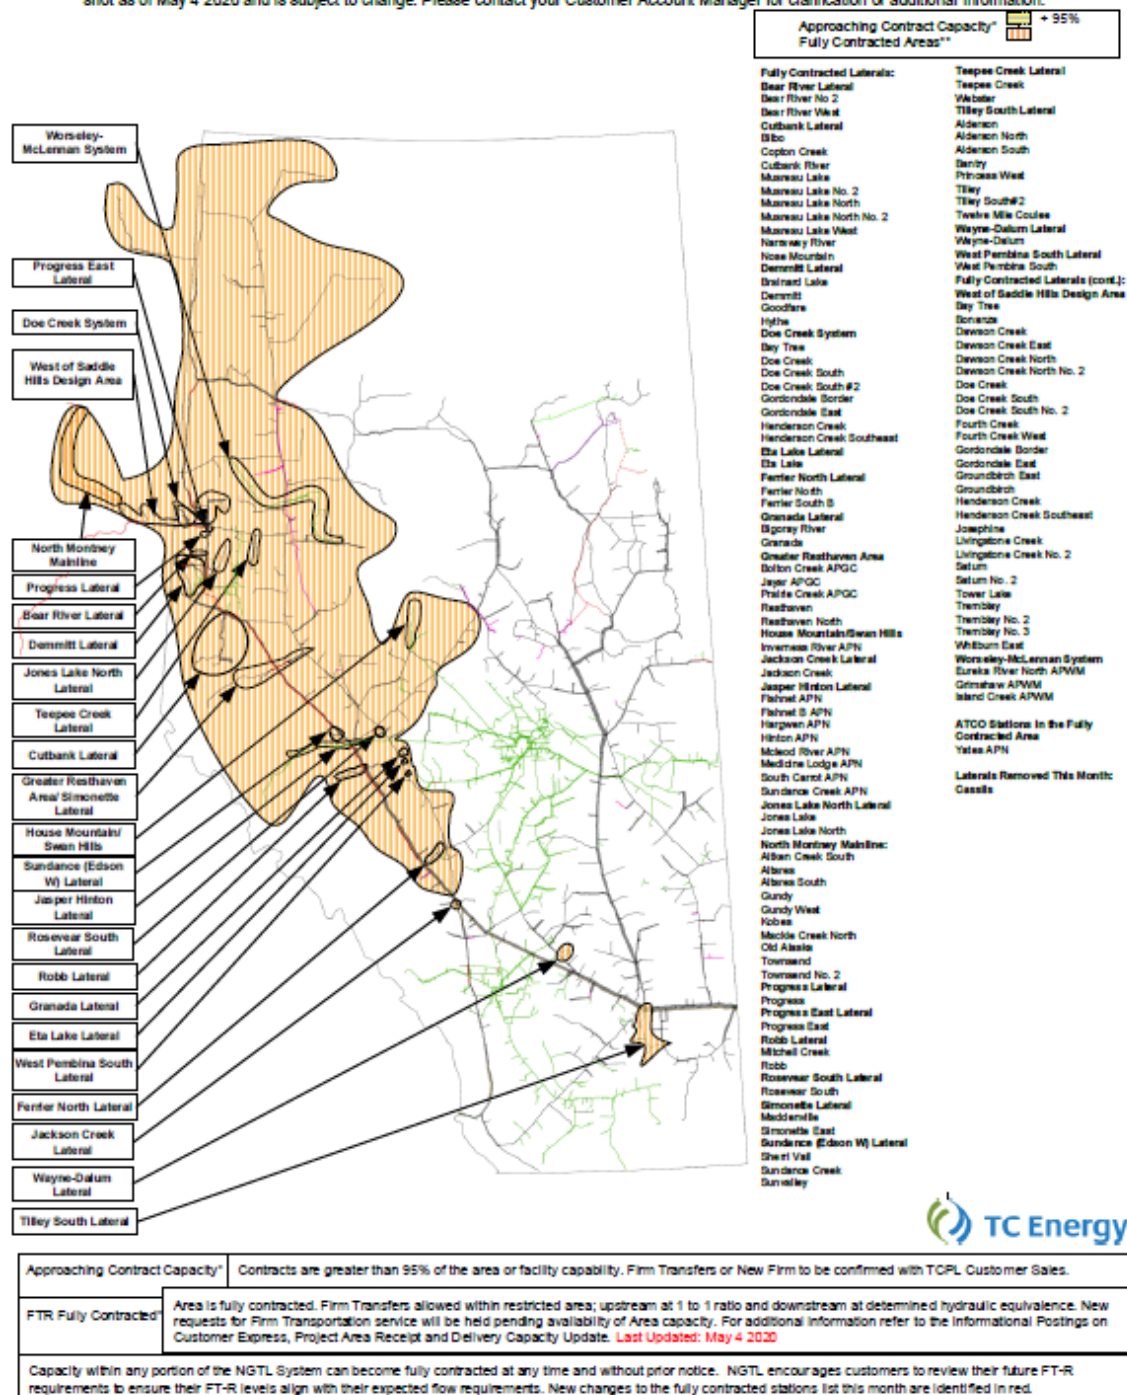 shot as of May 4 2020 and is subject to change. Please contact your Customer Account Manager for clarification or additional information.
Approaching Contract Capacity* + 95%
Fully Contracted Areas**
Worseley-
McLennan System
Progress East
Lateral
Doe Creek System
West of Saddle
Hills Design Area
North Montney
Mainline
Progress Lateral
Bear River Lateral
Demmitt Lateral
Jones Lake North
Lateral
Teepee Creek
Lateral
Cutbank Lateral
Greater Resthaven
Area/ Simonette
Lateral
House Mountain/
Swan Hills
Sundance (Edson
W) Lateral
Jasper Hinton
Lateral
Rosevear South
Lateral
Robb Lateral
Granada Lateral
Eta Lake Lateral
West Pembina South
Lateral
Ferrier North Lateral
Jackson Creek
Lateral
Wayne-Dalum
Lateral
Tilley South Lateral
Fully Contracted Laterals:
Bear River Lateral
Bear River No 2
Bear River West
Cutbank Lateral
Bilbo
Copton Creek
Cutbank River
Musreau Lake
Musreau Lake No. 2
Musreau Lake North
Musreau Lake North No. 2
Musreau Lake West
Narraway River
Nose Mountain
Demmitt Lateral
Brainard Lake
Demmitt
Goodfare
Hythe
Doe Creek System
Bay Tree
Doe Creek
Doe Creek South
Doe Creek South #2
Gordondale Border
Gordondale East
Henderson Creek
Henderson Creek Southeast
Eta Lake Lateral
Eta Lake
Ferrier North Lateral
Ferrier North
Ferrier South B
Granada Lateral
Bigoray River
Granada
Greater Resthaven Area
Bolton Creek APGC
Jayar APGC
Prairie Creek APGC
Resthaven
Resthaven North
House Mountain/Swan Hills
Inverness River APN
Jackson Creek Lateral
Jackson Creek
Jasper Hinton Lateral
Fishnet APN
Fishnet B APN
Hargwen APN
Hinton APN
Mcleod River APN
Medicine Lodge APN
South Carrot APN
Sundance Creek APN
Jones Lake North Lateral
Jones Lake
Jones Lake North
North Montney Mainline:
Aitken Creek South
Altares
Altares South
Gundy
Gundy West
Kobes
Mackie Creek North
Old Alaska
Townsend
Townsend No. 2
Progress Lateral
Progress
Progress East Lateral
Progress East
Robb Lateral
Mitchell Creek
Robb
Rosevear South Lateral
Rosevear South
Simonette Lateral
Maddenville
Simonette East
Sundance (Edson W) Lateral
Sherri Vail
Sundance Creek
Sunvalley
Teepee Creek Lateral
Teepee Creek
Webster
Tilley South Lateral
Alderson
Alderson North
Alderson South
Bantry
Princess West
Tilley
Tilley South#2
Twelve Mile Coulee
Wayne-Dalum Lateral
Wayne-Dalum
West Pembina South Lateral
West Pembina South
Fully Contracted Laterals (cont.):
West of Saddle Hills Design Area
Bay Tree
Bonanza
Dawson Creek
Dawson Creek East
Dawson Creek North
Dawson Creek North No. 2
Doe Creek
Doe Creek South
Doe Creek South No. 2
Fourth Creek
Fourth Creek West
Gordondale Border
Gordondale East
Groundbirch East
Groundbirch
Henderson Creek
Henderson Creek Southeast
Josephine
Livingstone Creek
Livingstone Creek No. 2
Saturn
Saturn No. 2
Tower Lake
Tremblay
Tremblay No. 2
Tremblay No. 3
Whitburn East
Worseley-McLennan System
Eureka River North APWM
Grimshaw APWM
Island Creek APWM
ATCO Stations in the Fully
Contracted Area
Yates APN
Laterals Removed This Month:
Cassils
TC Energy
Approaching Contract Capacity* Contracts are greater than 95% of the area or facility capability. Firm Transfers or New Firm to be confirmed with TCPL Customer Sales.
FTR Fully Contracted** Area is fully contracted. Firm Transfers allowed within restricted area; upstream at 1 to 1 ratio and downstream at determined hydraulic equivalence. New
requests for Firm Transportation service will be held pending availability of Area capacity. For additional information refer to the Informational Postings on
Customer Express, Project Area Receipt and Delivery Capacity Update. Last Updated: May 4 2020
Capacity within any portion of the NGTL System can become fully contracted at any time and without prior notice. NGTL encourages customers to review their future FT-R
requirements to ensure their FT-R levels align with their expected flow requirements. New changes to the fully contracted stations list this month are identified in red.